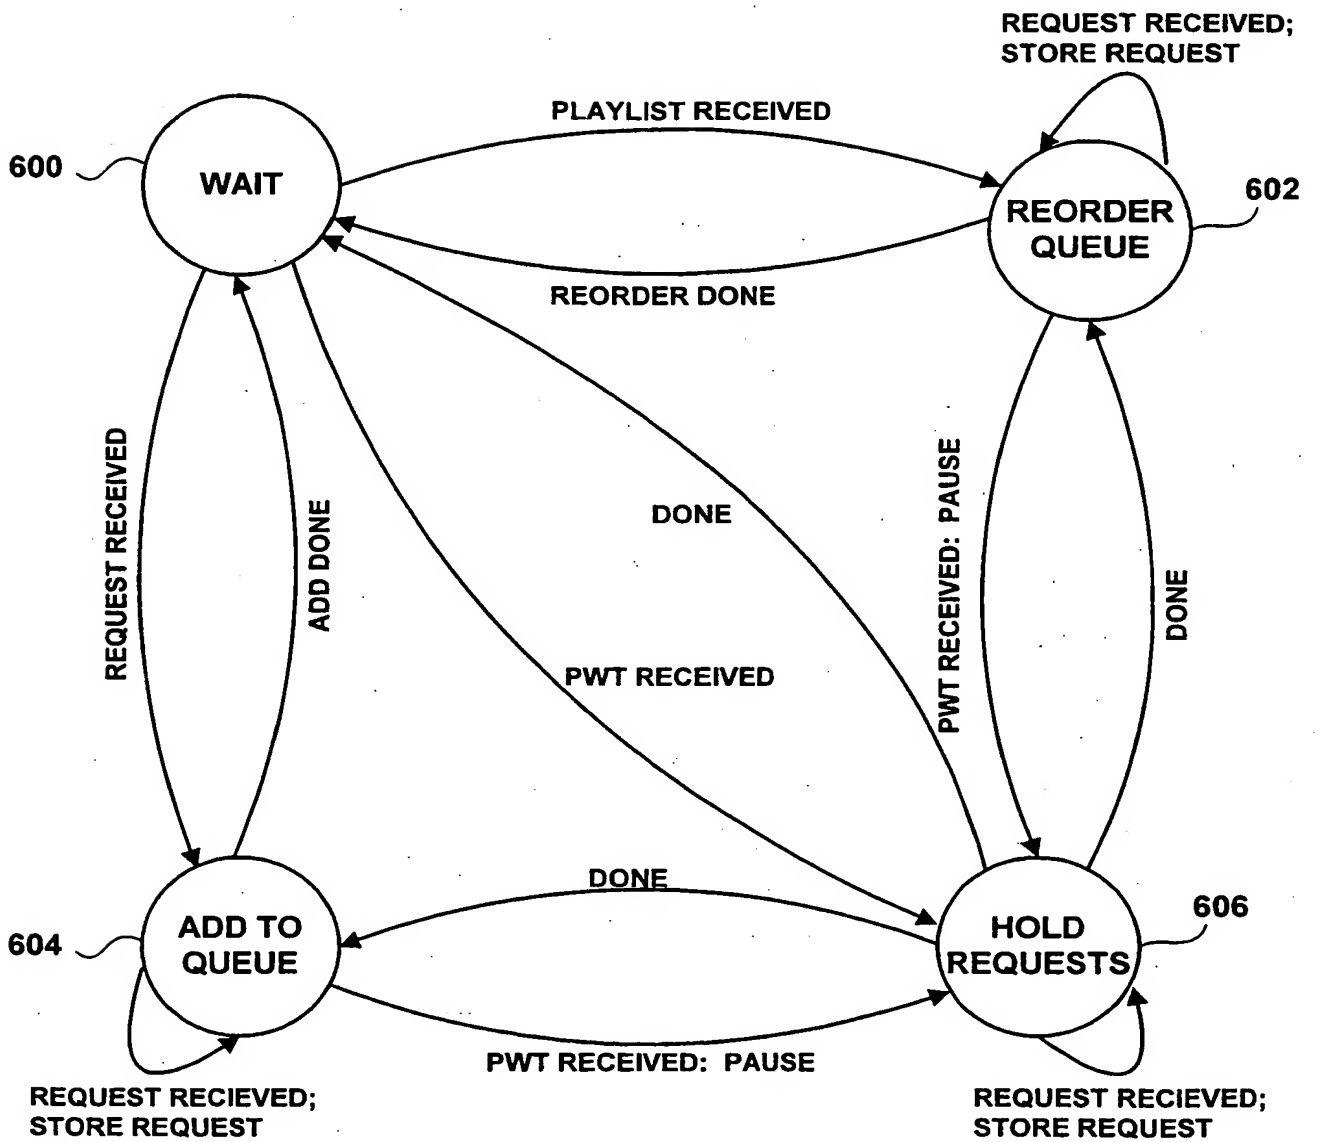 REQUEST RECEIVED;
STORE REQUEST
PLAYLIST RECEIVED
600
WAIT
602
REORDER
QUEUE
REORDER DONE
REQUEST RECEIVED
ADD DONE
DONE
PWT RECEIVED: PAUSE
DONE
PWT RECEIVED
DONE
604
ADD TO
QUEUE
606
HOLD
REQUESTS
PWT RECEIVED: PAUSE
REQUEST RECIEVED;
STORE REQUEST
REQUEST RECIEVED;
STORE REQUEST